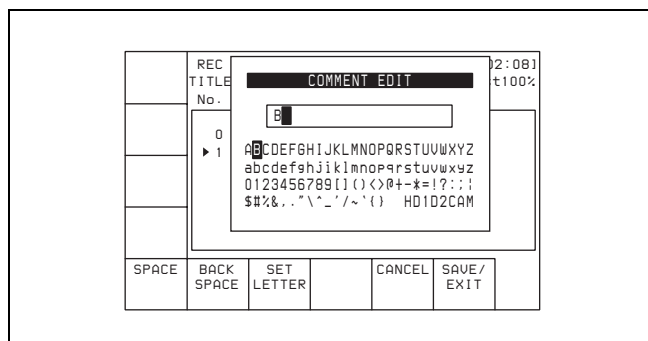 REC 2:08]
TITLE COMMENT EDIT t100%
No.
B
0
▶ 1
ABCDEFGHIJKLMNOPQRSTUVWXYZ
abcdefghjiklmnopqrstuvwxyz
0123456789[]()<>@+-*=!?:;¦
$#%&,."\^_'/~`{} HD1D2CAM
SPACE BACK SET CANCEL SAVE/
SPACE LETTER EXIT